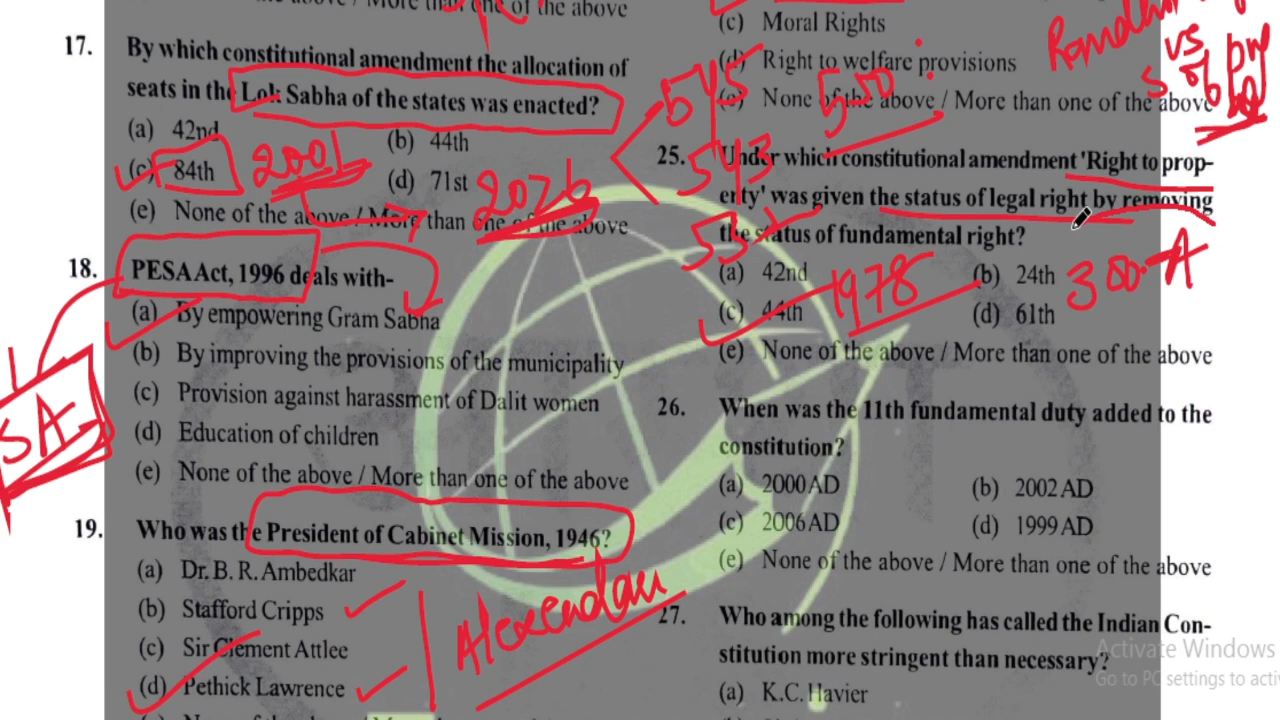 17. By which constitutional amendment the allocation of
seats in the Lok Sabha of the states was enacted?
(a) 42nd
(b) 44th
(c) 84th
2001
(d) 71st
2026
(e) None of the above / More than one of the above
545
543
18. PESA Act, 1996 deals with-
(a) By empowering Gram Sabha
(b) By improving the provisions of the municipality
(c) Provision against harassment of Dalit women
(d) Education of children
(e) None of the above / More than one of the above
SA
19. Who was the President of Cabinet Mission, 1946?
(a) Dr. B. R. Ambedkar
(b) Stafford Cripps
(c) Sir Clement Attlee
(d) Pethick Lawrence
(c) Moral Rights
(d) Right to welfare provisions
(e) None of the above / More than one of the above
550
vs
25. Under which constitutional amendment 'Right to prop-
erty' was given the status of legal right by removing
the status of fundamental right?
(a) 42nd
(b) 24th
300-A
(c) 44th
1978
(d) 61th
(e) None of the above / More than one of the above
26. When was the 11th fundamental duty added to the
constitution?
(a) 2000 AD
(b) 2002 AD
(c) 2006 AD
(d) 1999 AD
(e) None of the above / More than one of the above
27. Who among the following has called the Indian Con-
stitution more stringent than necessary?
(a) K.C. Havier
Activate Windows
Go to PC settings to acti